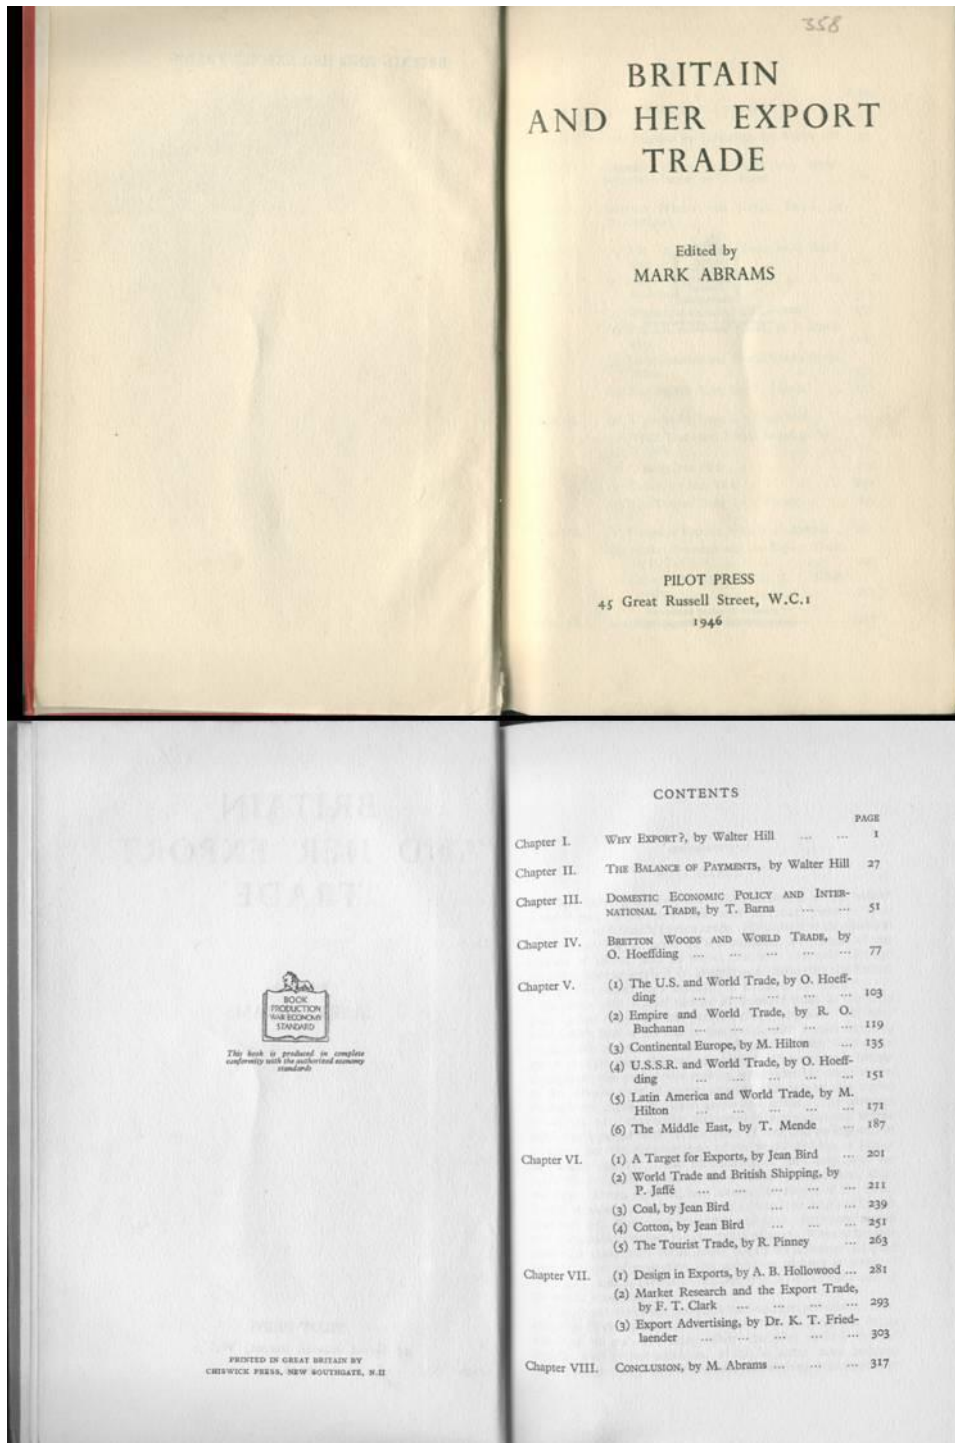 358
BRITAIN
AND HER EXPORT
TRADE
Edited by
MARK ABRAMS
PILOT PRESS
45 Great Russell Street, W.C.1
1946
BOOK
PRODUCTION
WAR ECONOMY
STANDARD
This book is produced in complete
conformity with the authorized economy
standards
PRINTED IN GREAT BRITAIN BY
CHISWICK PRESS, NEW SOUTHGATE, N.11
CONTENTS
PAGE
Chapter I. WHY EXPORT?, by Walter Hill ... ... 1
Chapter II. THE BALANCE OF PAYMENTS, by Walter Hill 27
Chapter III. DOMESTIC ECONOMIC POLICY AND INTER-
NATIONAL TRADE, by T. Barna ... ... 51
Chapter IV. BRETTON WOODS AND WORLD TRADE, by
O. Hoeffding ... ... ... ... ... 77
Chapter V. (1) The U.S. and World Trade, by O. Hoeff-
ding ... ... ... ... ... 103
(2) Empire and World Trade, by R. O.
Buchanan ... ... ... ... ... 119
(3) Continental Europe, by M. Hilton ... 135
(4) U.S.S.R. and World Trade, by O. Hoeff-
ding ... ... ... ... ... 151
(5) Latin America and World Trade, by M.
Hilton ... ... ... ... ... 171
(6) The Middle East, by T. Mende ... 187
Chapter VI. (1) A Target for Exports, by Jean Bird ... 201
(2) World Trade and British Shipping, by
P. Jaffé ... ... ... ... ... 211
(3) Coal, by Jean Bird ... ... ... 239
(4) Cotton, by Jean Bird ... ... ... 251
(5) The Tourist Trade, by R. Pinney ... 263
Chapter VII. (1) Design in Exports, by A. B. Hollowood ... 281
(2) Market Research and the Export Trade,
by F. T. Clark ... ... ... ... 293
(3) Export Advertising, by Dr. K. T. Fried-
laender ... ... ... ... ... 303
Chapter VIII. CONCLUSION, by M. Abrams ... ... ... 317